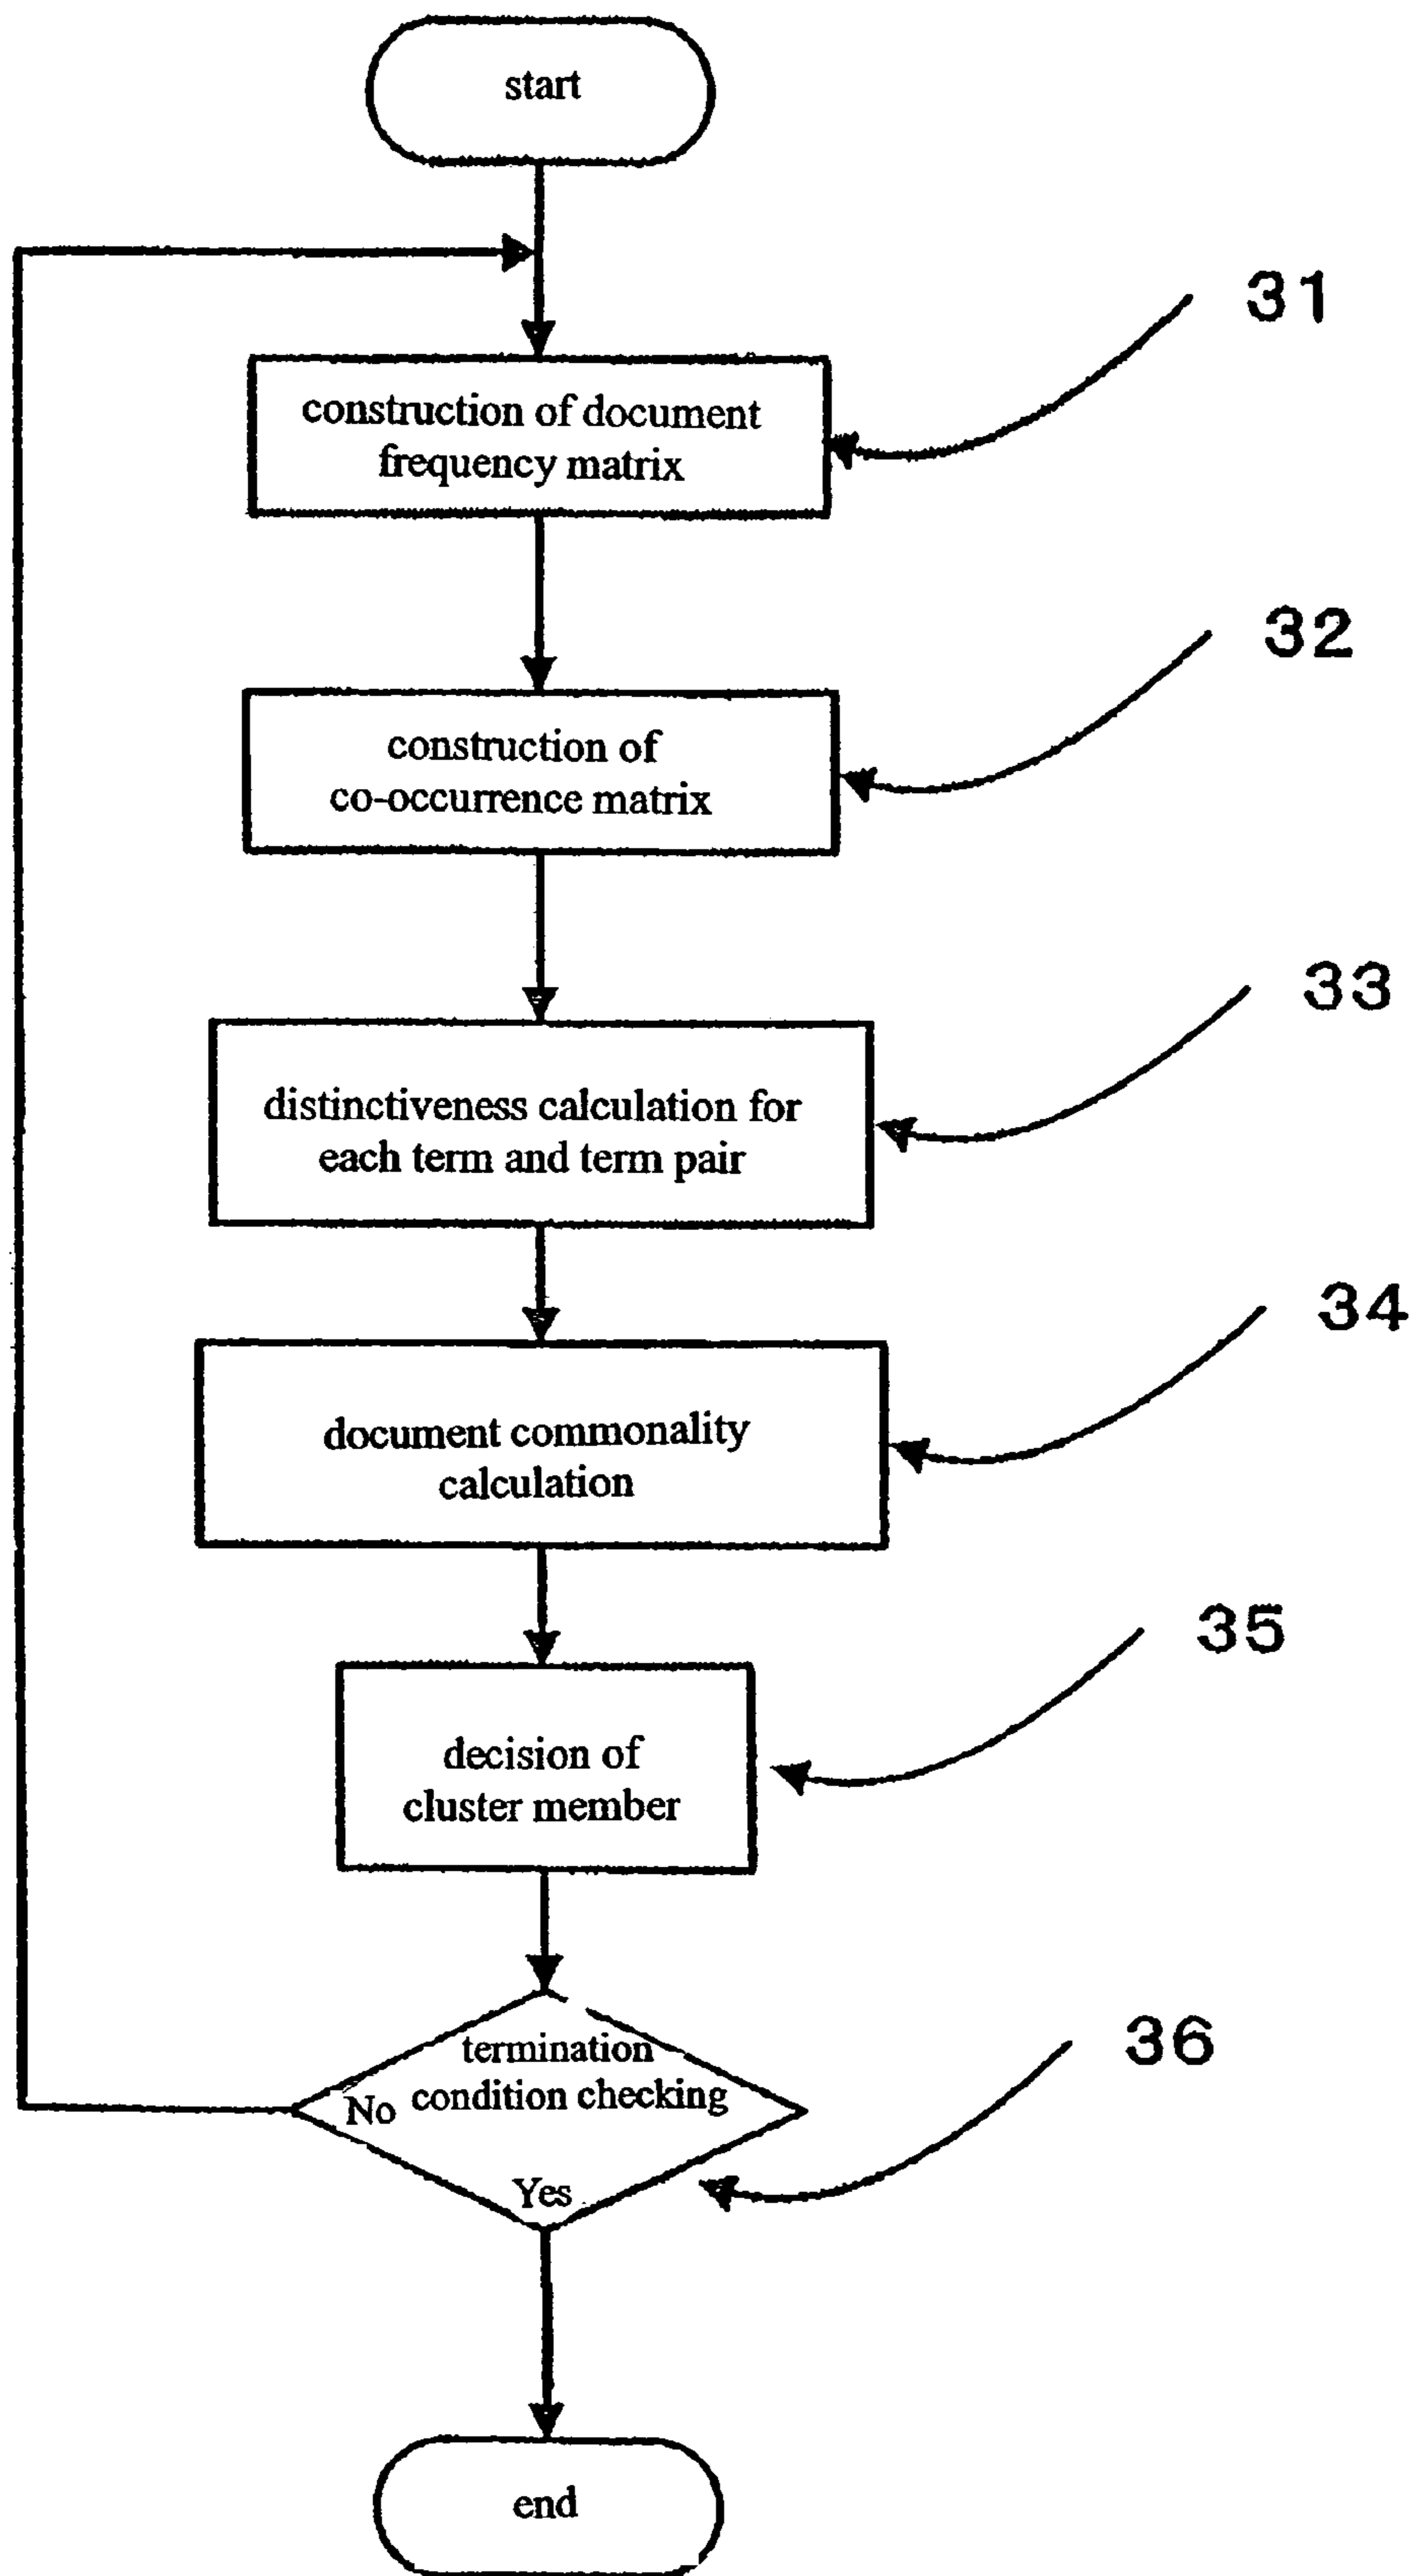 start
31
construction of document
frequency matrix
32
construction of
co-occurrence matrix
33
distinctiveness calculation for
each term and term pair
34
document commonality
calculation
35
decision of
cluster member
36
termination
condition checking
No
Yes
end